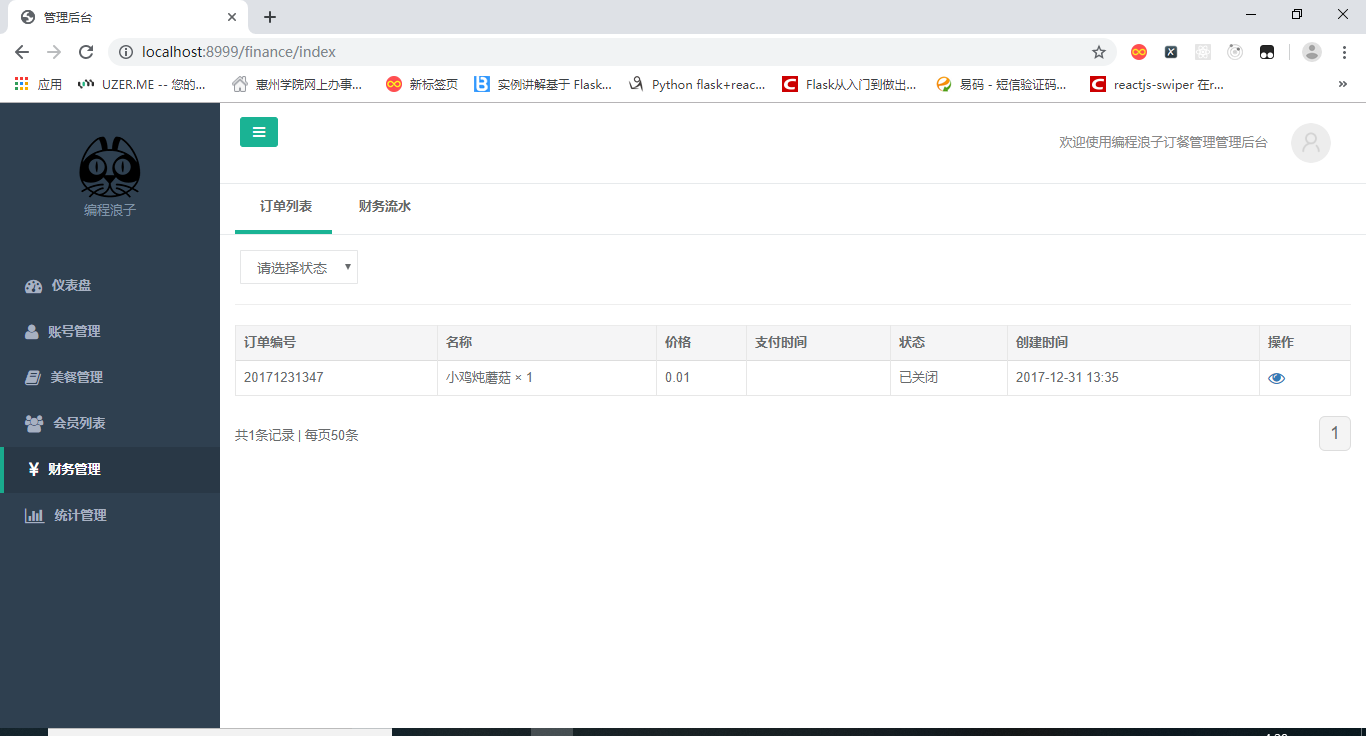 管理后台
localhost:8999/finance/index
应用 UZER.ME -- 您的... 惠州学院网上办事... 新标签页 实例讲解基于 Flask... Python flask+reac... Flask从入门到做出... 易码 - 短信验证码... reactjs-swiper 在r... »
编程浪子
欢迎使用编程浪子订餐管理管理后台
仪表盘
账号管理
美餐管理
会员列表
¥ 财务管理
统计管理
订单列表 财务流水
请选择状态
订单编号 名称 价格 支付时间 状态 创建时间 操作
20171231347 小鸡炖蘑菇 × 1 0.01 已关闭 2017-12-31 13:35
共1条记录 | 每页50条 1